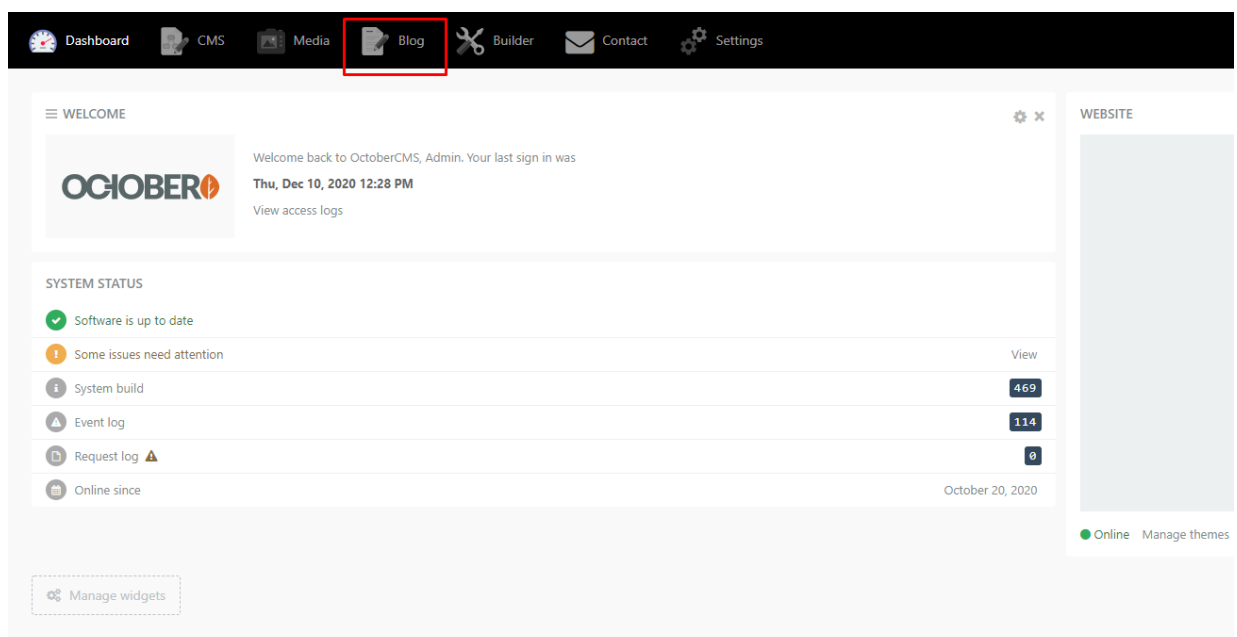 Dashboard CMS Media Blog Builder Contact Settings
WELCOME
OCTOBER
Welcome back to OctoberCMS, Admin. Your last sign in was
Thu, Dec 10, 2020 12:28 PM
View access logs
SYSTEM STATUS
Software is up to date
Some issues need attention View
System build 469
Event log 114
Request log 0
Online since October 20, 2020
Manage widgets
WEBSITE
Online Manage themes